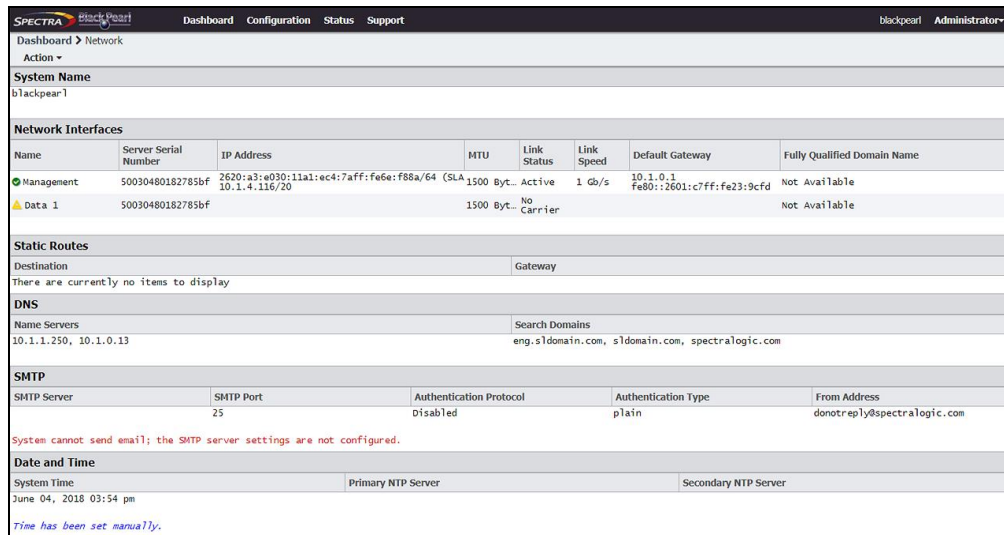 SPECTRA BlackPearl Dashboard Configuration Status Support blackpearl Administrator
Dashboard > Network
Action
System Name
blackpearl
Network Interfaces
Name Server Serial Number IP Address MTU Link Status Link Speed Default Gateway Fully Qualified Domain Name
Management 50030480182785bf 2620:a3:e030:11a1:ec4:7aff:fe6e:f88a/64 (SLA 1500 Byt... Active 1 Gb/s 10.1.0.1 Not Available
10.1.4.116/20 fe80::2601:c7ff:fe23:9cfd
Data 1 50030480182785bf 1500 Byt... No Carrier Not Available
Static Routes
Destination Gateway
There are currently no items to display
DNS
Name Servers Search Domains
10.1.1.250, 10.1.0.13 eng.sldomain.com, sldomain.com, spectralogic.com
SMTP
SMTP Server SMTP Port Authentication Protocol Authentication Type From Address
25 Disabled plain donotreply@spectralogic.com
System cannot send email; the SMTP server settings are not configured.
Date and Time
System Time Primary NTP Server Secondary NTP Server
June 04, 2018 03:54 pm
Time has been set manually.